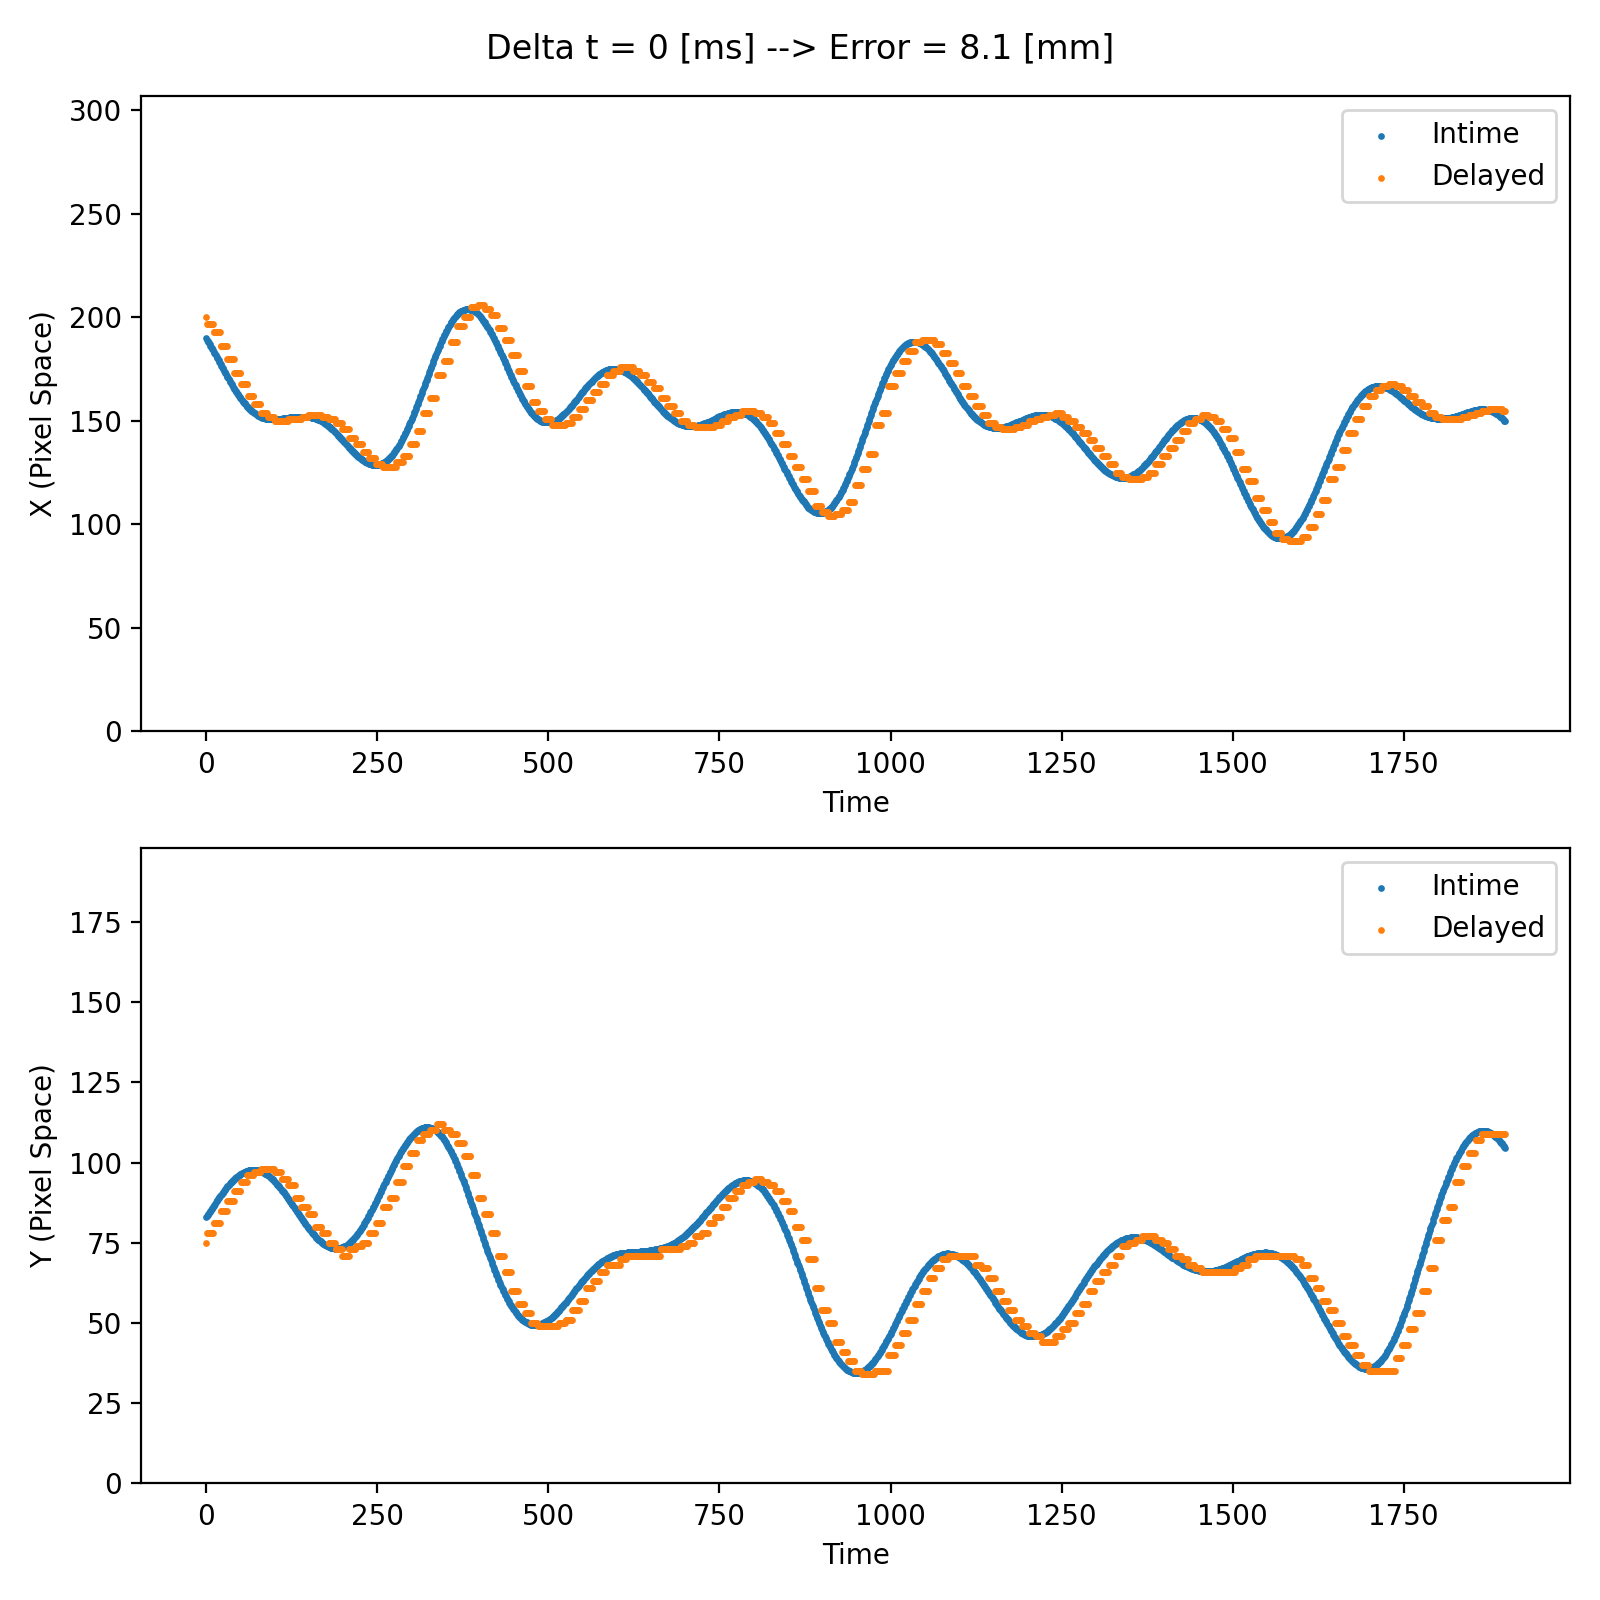 Delta t = 0 [ms] --> Error = 8.1 [mm]
300
250
200
150
100
50
0
X (Pixel Space)
Intime
Delayed
0 250 500 750 1000 1250 1500 1750
Time
175
150
125
100
75
50
25
0
Y (Pixel Space)
Intime
Delayed
0 250 500 750 1000 1250 1500 1750
Time